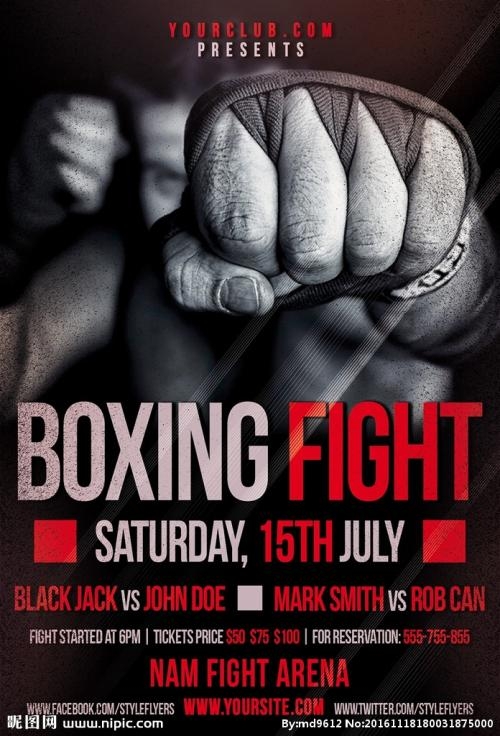 YOURCLUB.COM
PRESENTS
BOXING FIGHT
SATURDAY, 15TH JULY
BLACK JACK VS JOHN DOE MARK SMITH VS ROB CAN
FIGHT STARTED AT 6PM | TICKETS PRICE $50 $75 $100 | FOR RESERVATION: 555-755-855
NAM FIGHT ARENA
WWW.FACEBOOK.COM/STYLEFLYERS WWW.YOURSITE.COM WWW.TWITTER.COM/STYLEFLYERS
昵图网 www.nipic.com By:md9612 No:20161118180031875000